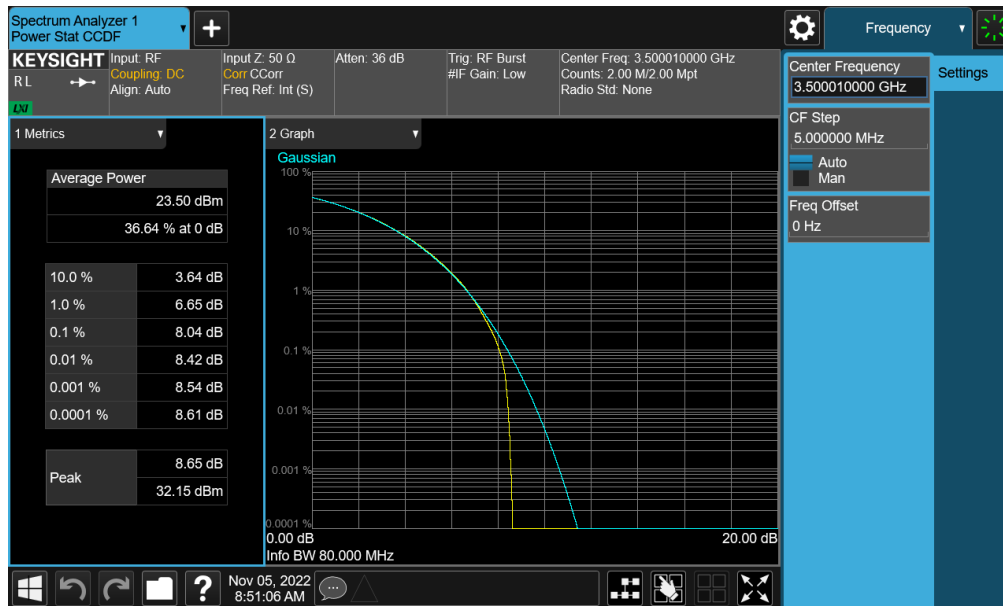 Spectrum Analyzer 1
Power Stat CCDF
Frequency
KEYSIGHT
R L
LXI
Input: RF
Coupling: DC
Align: Auto
Input Z: 50 Ω
Corr CCorr
Freq Ref: Int (S)
Atten: 36 dB
Trig: RF Burst
#IF Gain: Low
Center Freq: 3.500010000 GHz
Counts: 2.00 M/2.00 Mpt
Radio Std: None
Center Frequency
3.500010000 GHz
Settings
CF Step
5.000000 MHz
Auto
Man
Freq Offset
0 Hz
1 Metrics
Average Power
23.50 dBm
36.64 % at 0 dB
10.0 % 3.64 dB
1.0 % 6.65 dB
0.1 % 8.04 dB
0.01 % 8.42 dB
0.001 % 8.54 dB
0.0001 % 8.61 dB
Peak 8.65 dB
32.15 dBm
2 Graph
Gaussian
100 %
10 %
1 %
0.1 %
0.01 %
0.001 %
0.0001 %
0.00 dB 20.00 dB
Info BW 80.000 MHz
?
Nov 05, 2022
8:51:06 AM